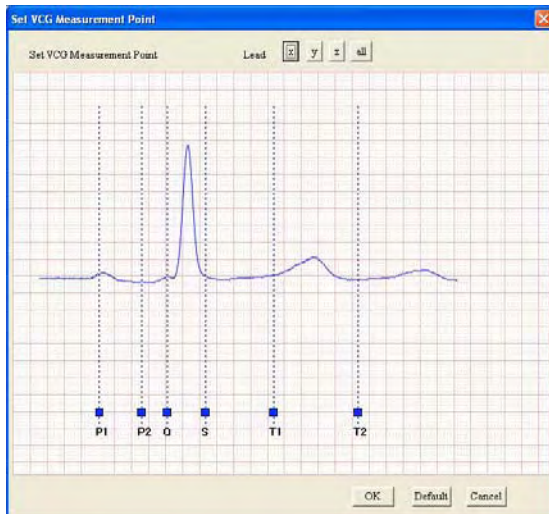 Set VCG Measurement Point
Set VCG Measurement Point Lead x y z all
P1 P2 Q S T1 T2
OK Default Cancel